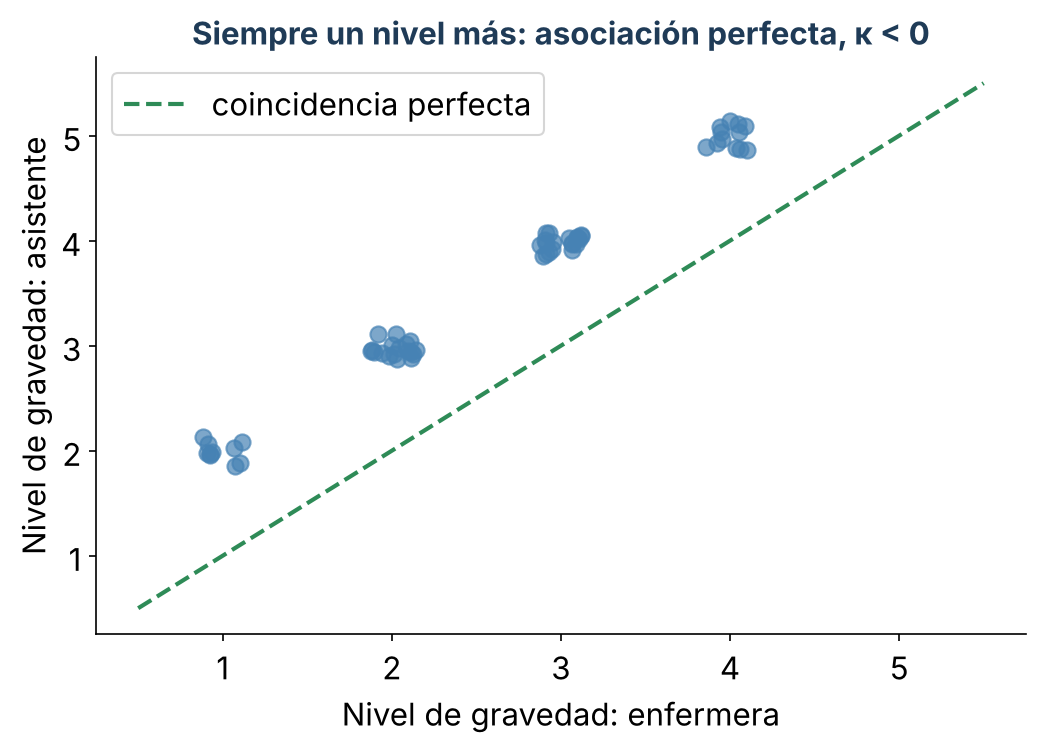 Siempre un nivel más: asociación perfecta, κ < 0
coincidencia perfecta
Nivel de gravedad: asistente
5
4
3
2
1
1 2 3 4 5
Nivel de gravedad: enfermera